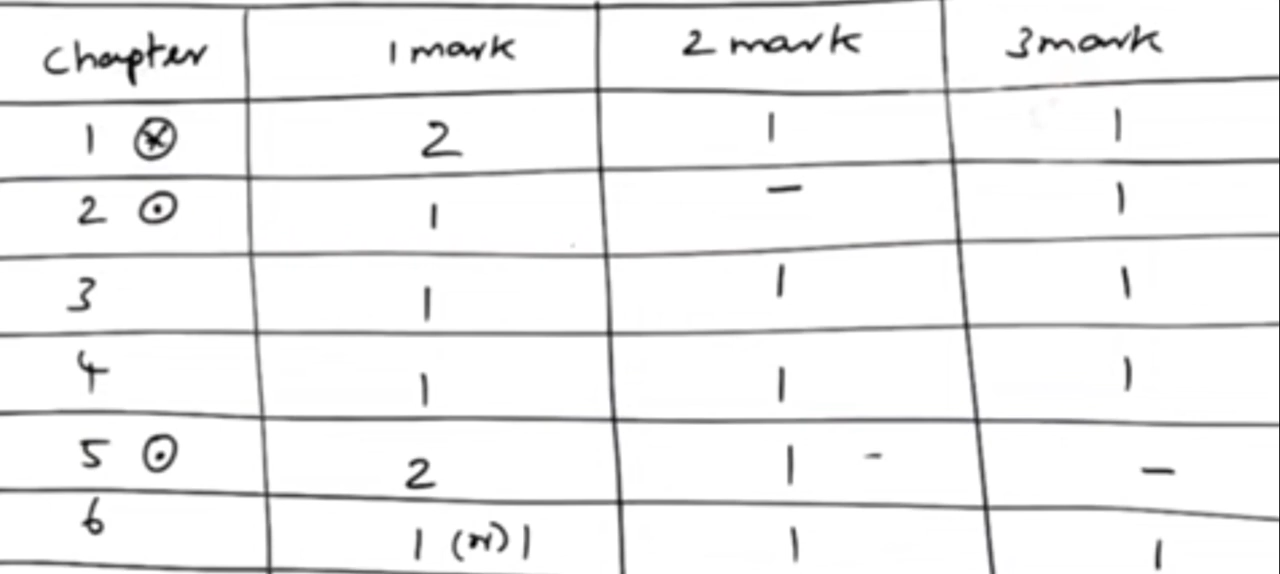 Chapter 1 mark 2 mark 3 mark
1 ⊗ 2 1 1
2 ⊙ 1 — 1
3 1 1 1
4 1 1 1
5 ⊙ 2 1 - —
6 1 1 1 1